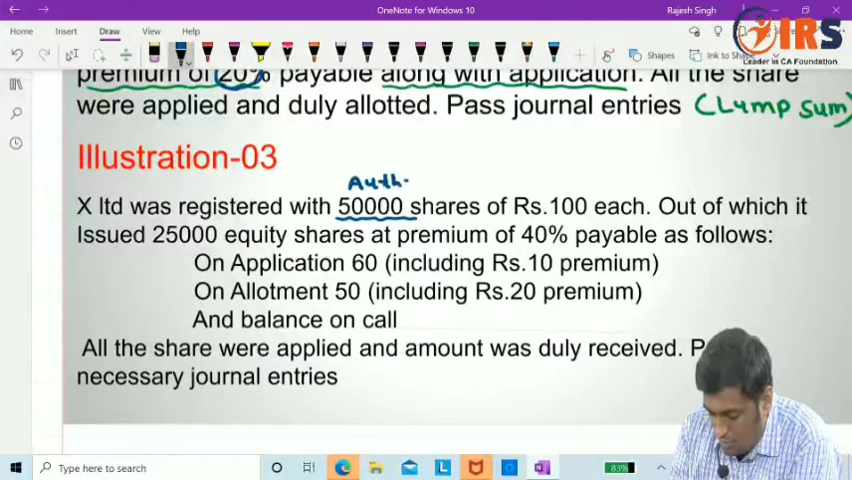 OneNote for Windows 10
Rajesh Singh
Home Insert Draw View Help
Shapes Ink to Shape
IRS
Leader in CA Foundation
premium of 20% payable along with application. All the share
were applied and duly allotted. Pass journal entries (Lump sum)
Illustration-03
Auth.
X ltd was registered with 50000 shares of Rs.100 each. Out of which it
Issued 25000 equity shares at premium of 40% payable as follows:
On Application 60 (including Rs.10 premium)
On Allotment 50 (including Rs.20 premium)
And balance on call
All the share were applied and amount was duly received.
necessary journal entries
Type here to search
83%